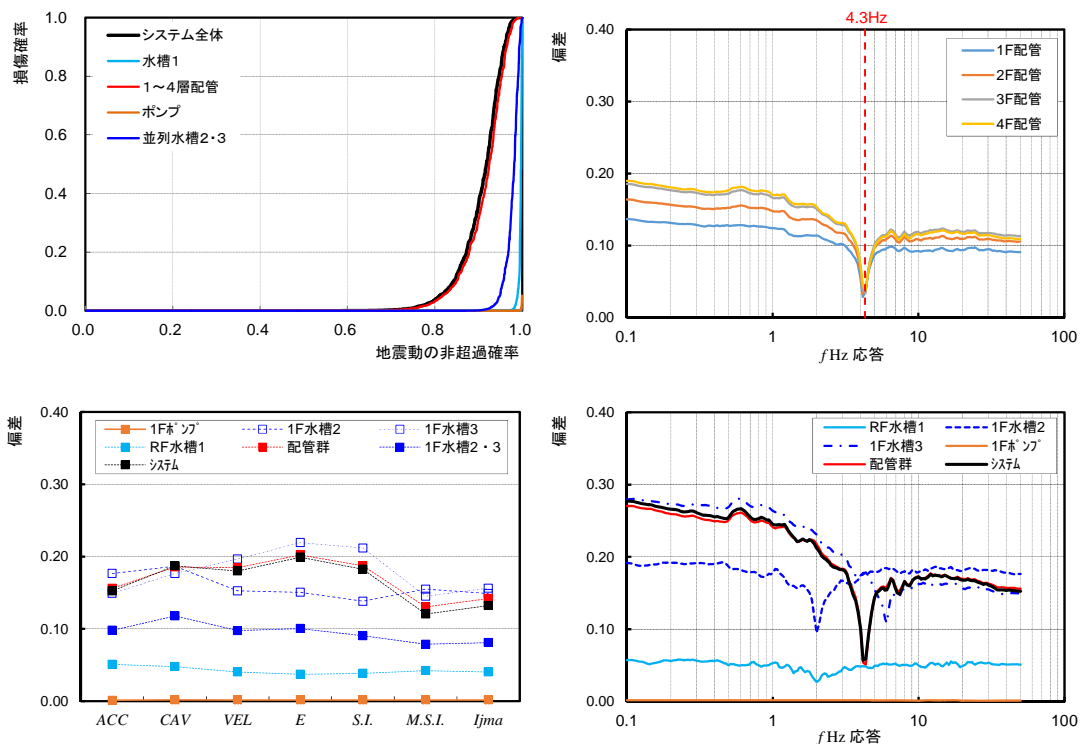 1.0
0.8
0.6
0.4
0.2
0.0
損傷確率
システム全体
水槽1
1～4層配管
ポンプ
並列水槽2・3
0.0 0.2 0.4 0.6 0.8 1.0
地震動の非超過確率
4.3Hz
0.40
0.30
0.20
0.10
0.00
偏差
1F配管
2F配管
3F配管
4F配管
0.1 1 10 100
fHz 応答
0.40
0.30
0.20
0.10
0.00
偏差
1Fﾎﾟﾝﾌﾟ 1F水槽2 1F水槽3
RF水槽1 配管群 1F水槽2・3
ｼｽﾃﾑ
ACC CAV VEL E S.I. M.S.I. Ijma
0.40
0.30
0.20
0.10
0.00
偏差
RF水槽1 1F水槽2
1F水槽3 1Fﾎﾟﾝﾌﾟ
配管群 ｼｽﾃﾑ
0.1 1 10 100
fHz 応答